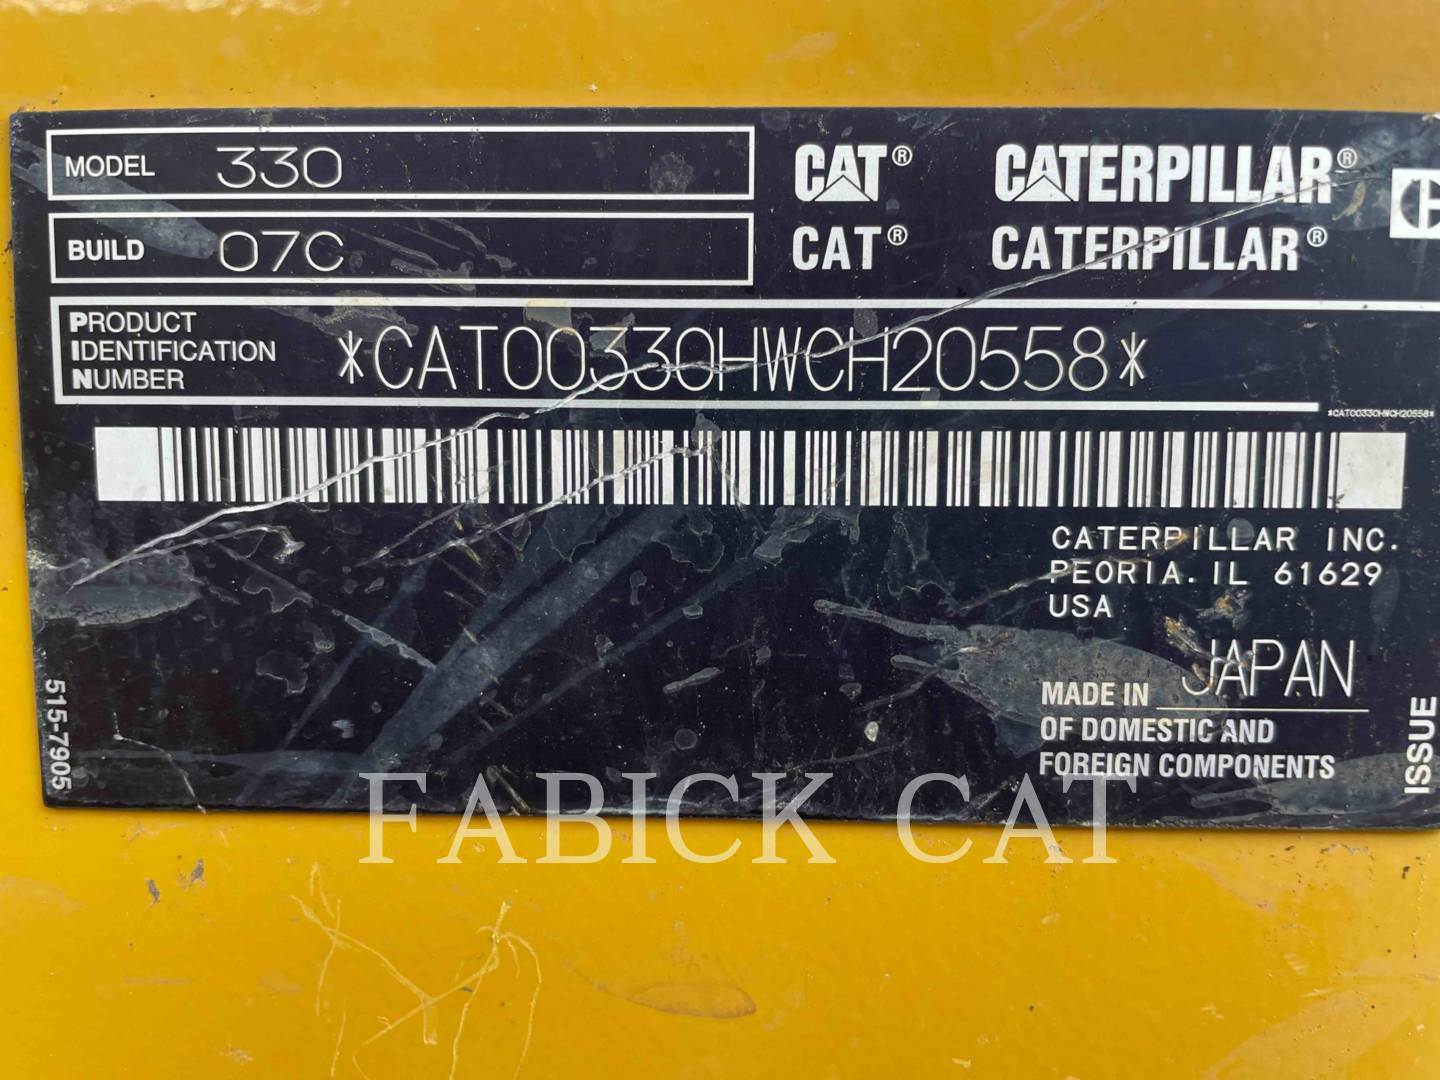 MODEL 330
BUILD 07C
CAT® CATERPILLAR®
CAT® CATERPILLAR®
PRODUCT
IDENTIFICATION
NUMBER
*CAT00330HWCH20558*
*CAT00330HWCH20558*
CATERPILLAR INC.
PEORIA. IL 61629
USA
MADE IN JAPAN
OF DOMESTIC AND
FOREIGN COMPONENTS
515-7905
ISSUE
FABICK CAT